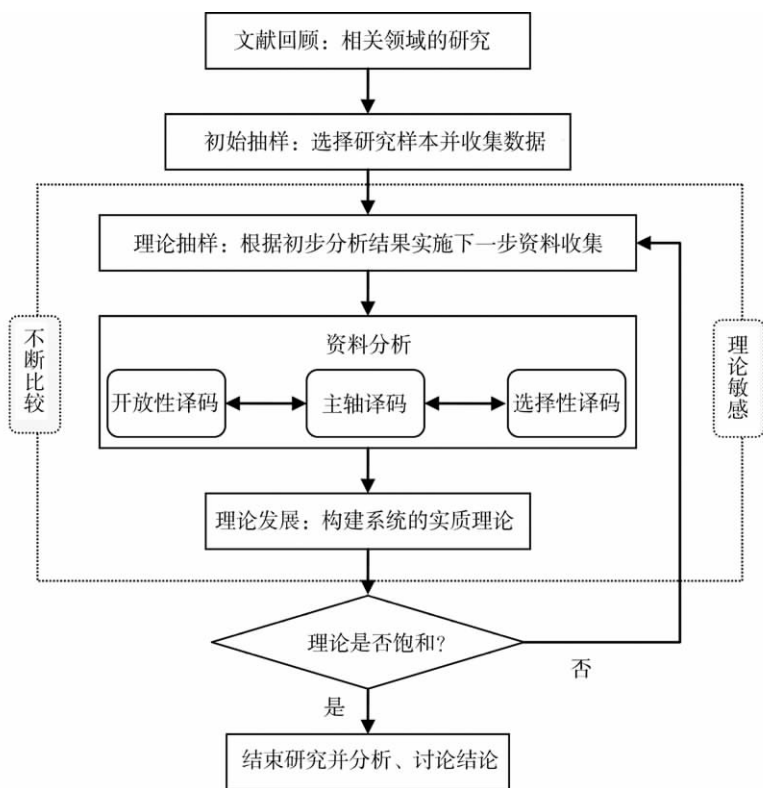 文献回顾：相关领域的研究
初始抽样：选择研究样本并收集数据
理论抽样：根据初步分析结果实施下一步资料收集
不断比较
资料分析
理论敏感
开放性译码
主轴译码
选择性译码
理论发展：构建系统的实质理论
理论是否饱和？
否
是
结束研究并分析、讨论结论